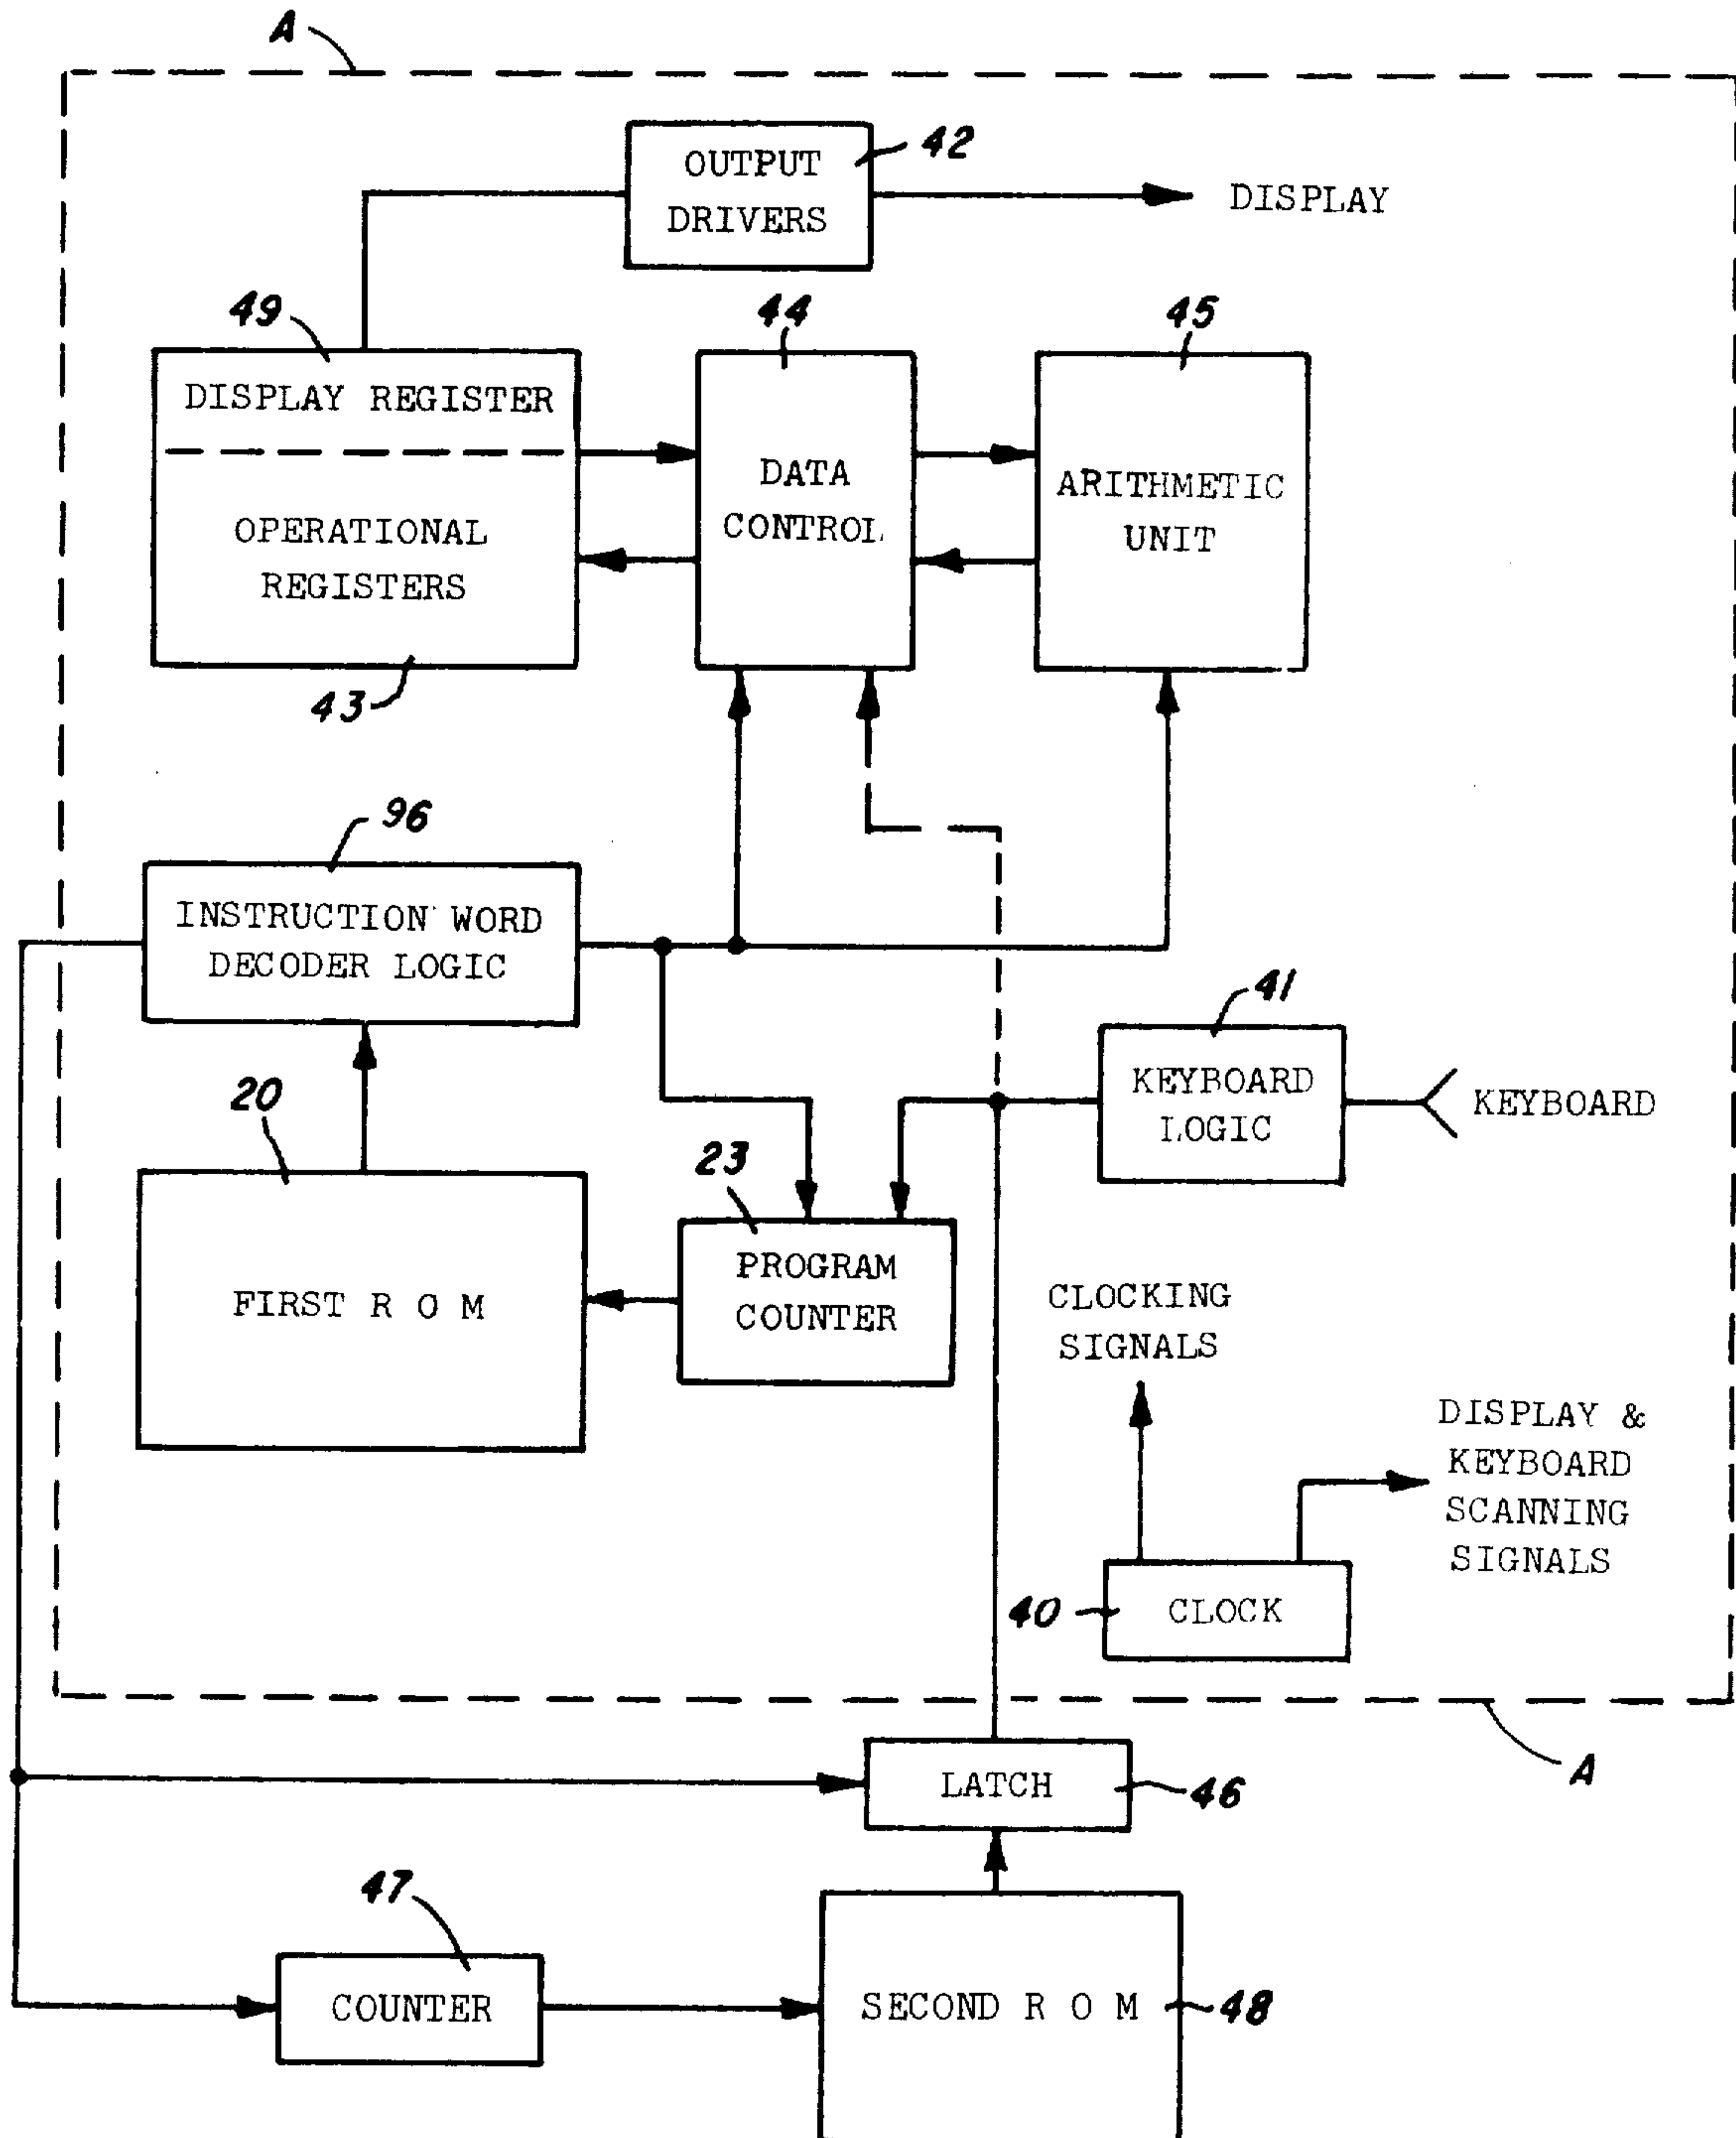 A
42
OUTPUT
DRIVERS
DISPLAY
49
44
45
DISPLAY REGISTER
OPERATIONAL
REGISTERS
DATA
CONTROL
ARITHMETIC
UNIT
43
96
INSTRUCTION WORD
DECODER LOGIC
41
KEYBOARD
LOGIC
KEYBOARD
20
23
FIRST R O M
PROGRAM
COUNTER
CLOCKING
SIGNALS
DISPLAY &
KEYBOARD
SCANNING
SIGNALS
40
CLOCK
A
LATCH
46
47
COUNTER
SECOND R O M
48